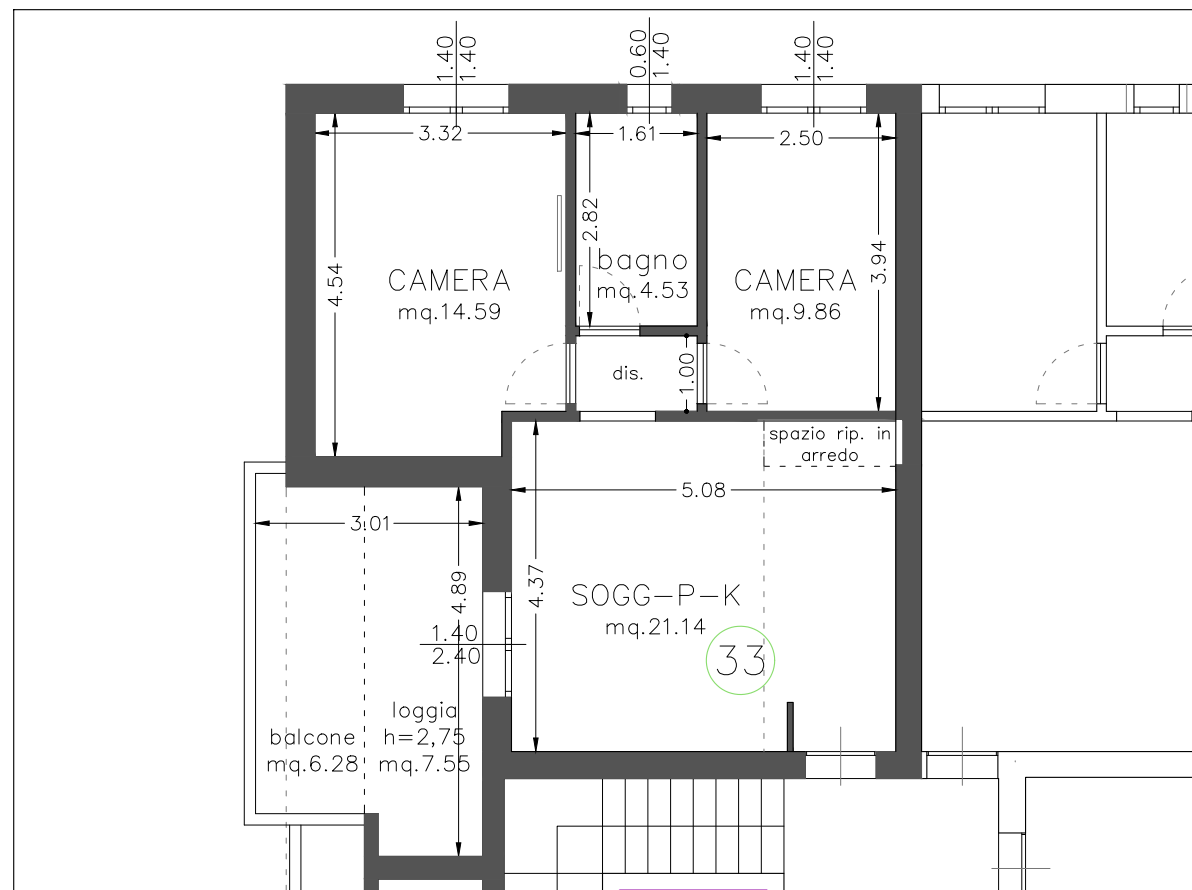 1.40
1.40
0.60
1.40
1.40
1.40
3.32
1.61
2.50
4.54
2.82
3.94
CAMERA
mq.14.59
bagno
mq.4.53
CAMERA
mq.9.86
dis.
1.00
spazio rip. in
arredo
5.08
3.01
4.89
4.37
SOGG-P-K
mq.21.14
33
1.40
2.40
loggia
h=2,75
mq.7.55
balcone
mq.6.28